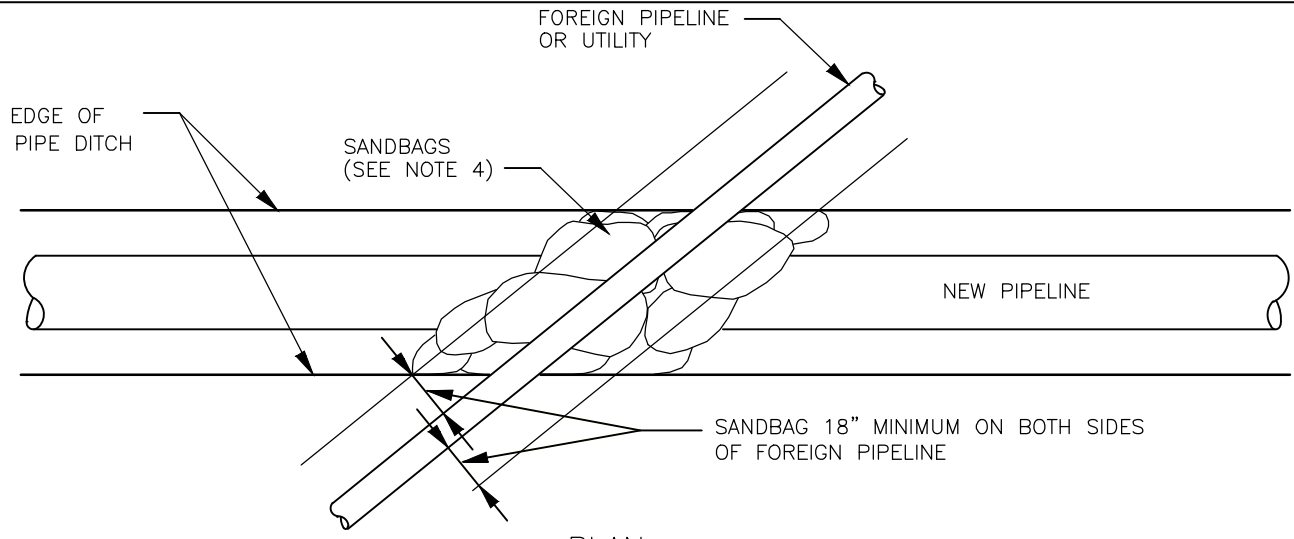 FOREIGN PIPELINE
OR UTILITY
EDGE OF
PIPE DITCH
SANDBAGS
(SEE NOTE 4)
NEW PIPELINE
SANDBAG 18" MINIMUM ON BOTH SIDES
OF FOREIGN PIPELINE
PLAN